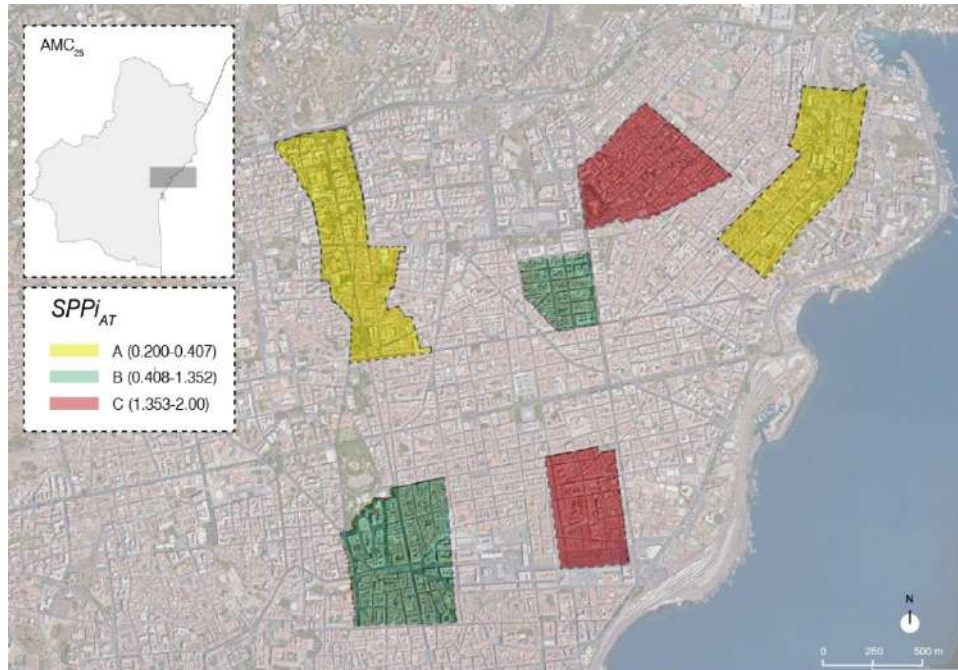 AMC25
SPPiAT
A (0.200-0.407)
B (0.408-1.352)
C (1.353-2.00)
N
0 250 500 m